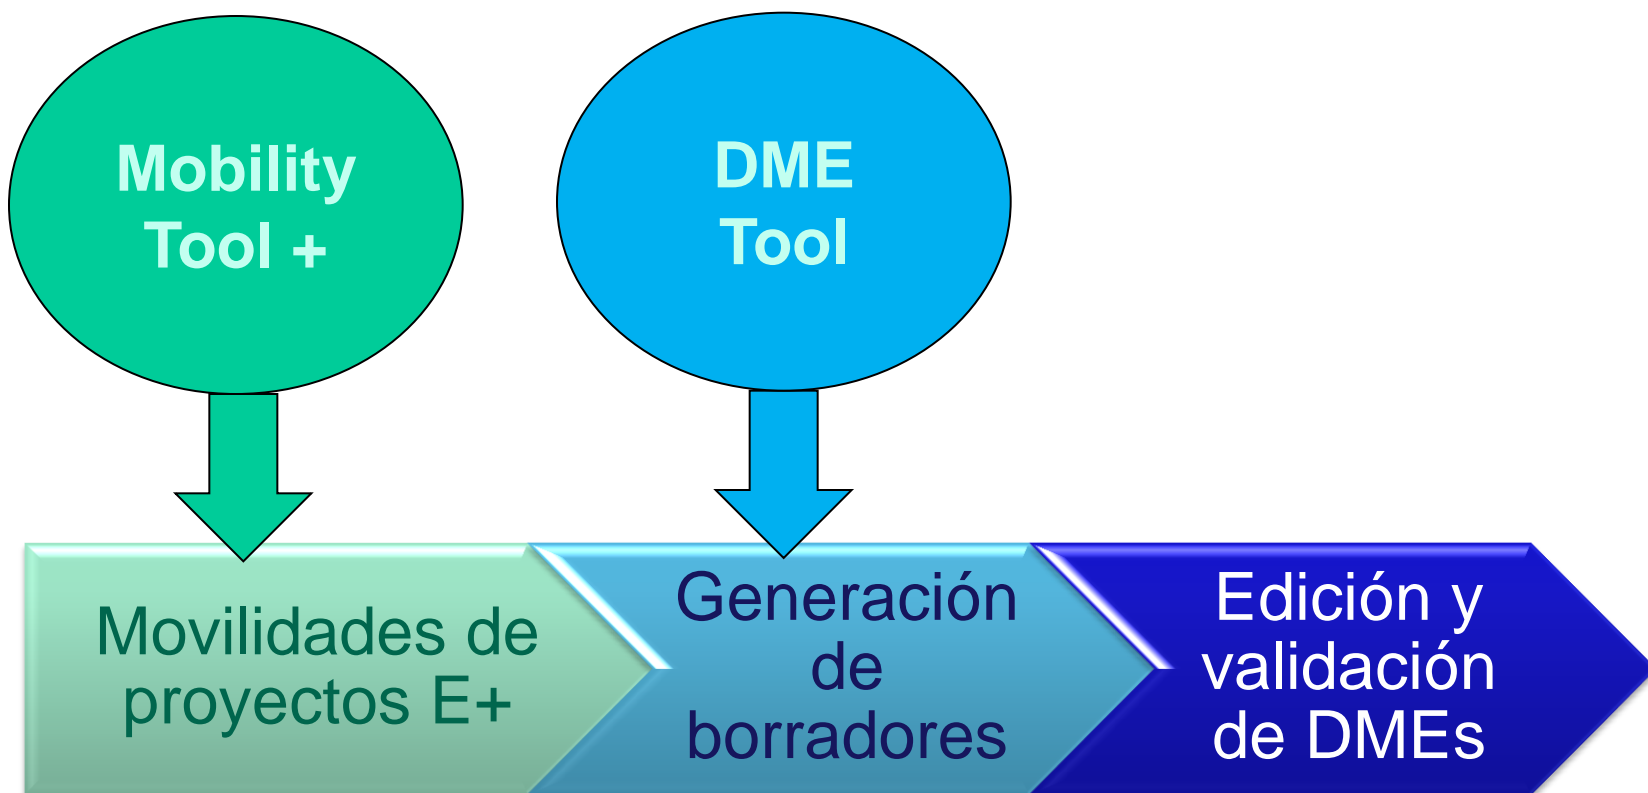 Mobility
Tool +
DME
Tool
Movilidades de
proyectos E+
Generación
de
borradores
Edición y
validación
de DMEs